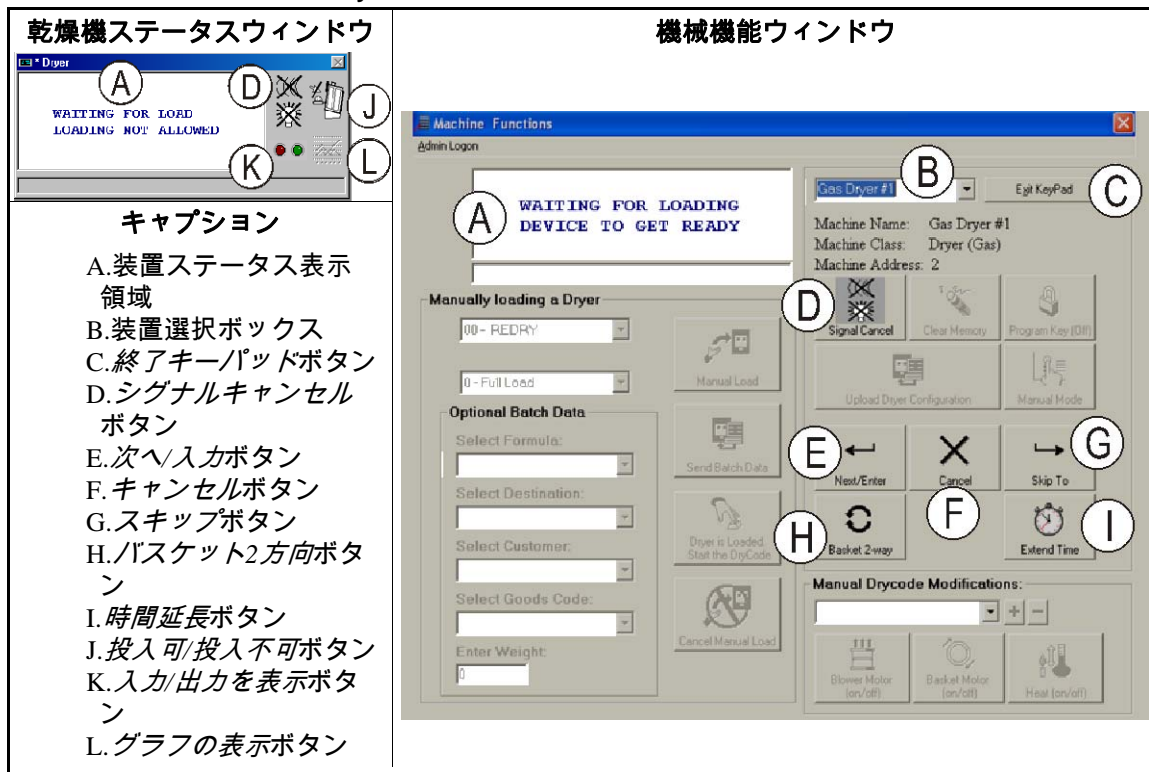 乾燥機ステータスウィンドウ
* Dryer
A
D
WAITING FOR LOAD
LOADING NOT ALLOWED
J
K
L
キャプション
A.装置ステータス表示
領域
B.装置選択ボックス
C.終了キーパッドボタン
D.シグナルキャンセル
ボタン
E.次へ/入力ボタン
F.キャンセルボタン
G.スキップボタン
H.バスケット2方向ボタ
ン
I.時間延長ボタン
J.投入可/投入不可ボタン
K.入力/出力を表示ボタ
ン
L.グラフの表示ボタン
機械機能ウィンドウ
Machine Functions
Admin Logon
A
WAITING FOR LOADING
DEVICE TO GET READY
Manually loading a Dryer
00 - REDRY
0 - Full Load
Manual Load
Optional Batch Data
Select Formula:
Send Batch Data
Select Destination:
Select Customer:
Dryer is Loaded
Start the DryCode
Select Goods Code:
Cancel Manual Load
Enter Weight:
0
Gas Dryer #1
B
Exit KeyPad
C
Machine Name: Gas Dryer #1
Machine Class: Dryer (Gas)
Machine Address: 2
D
Signal Cancel
Clear Memory
Program Key (Off)
Upload Dryer Configuration
Manual Mode
E
G
Next/Enter
Cancel
Skip To
F
H
I
Basket 2-way
Extend Time
Manual Drycode Modifications:
+
-
Blower Motor
(on/off)
Basket Motor
(on/off)
Heat (on/off)